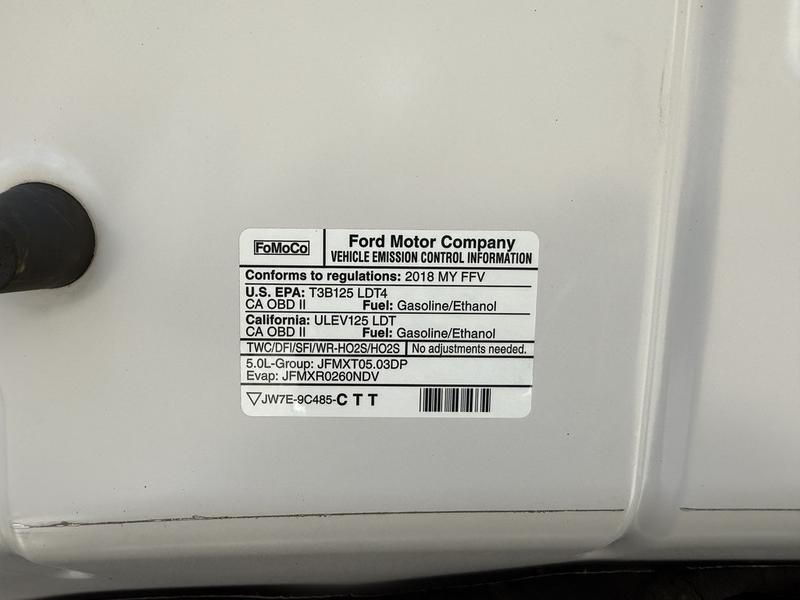 FoMoCo
Ford Motor Company
VEHICLE EMISSION CONTROL INFORMATION
Conforms to regulations: 2018 MY FFV
U.S. EPA: T3B125 LDT4
CA OBD II Fuel: Gasoline/Ethanol
California: ULEV125 LDT
CA OBD II Fuel: Gasoline/Ethanol
TWC/DFI/SFI/WR-HO2S/HO2S No adjustments needed.
5.0L-Group: JFMXT05.03DP
Evap: JFMXR0260NDV
JW7E-9C485-C T T